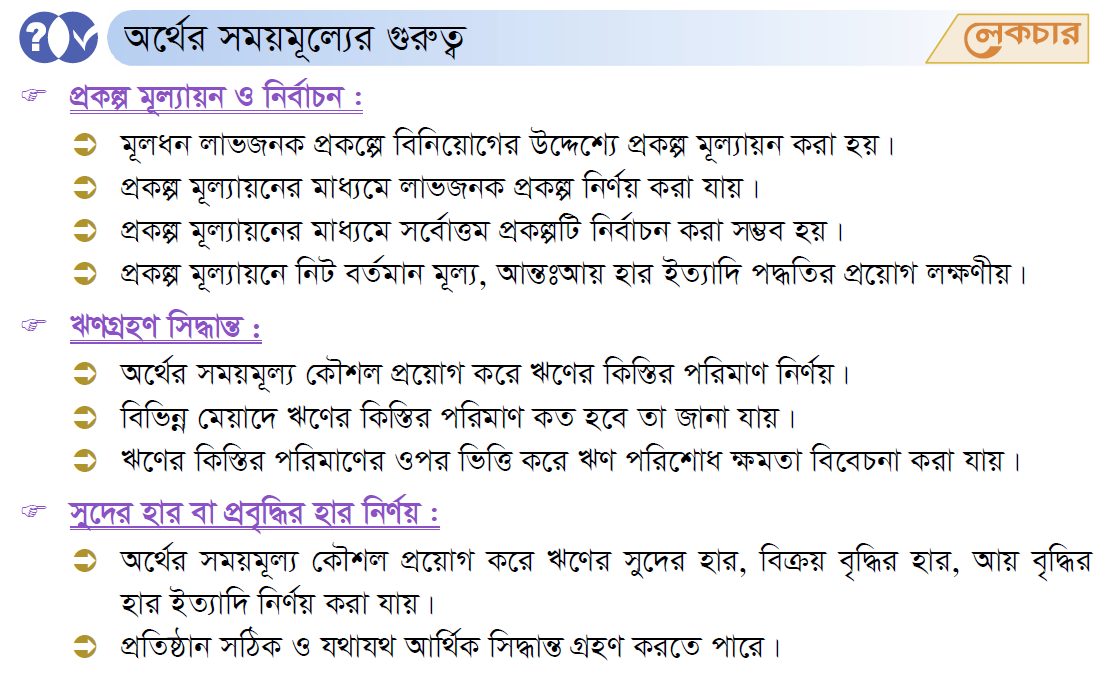 অর্থের সময়মূল্যের গুরুত্ব
লেকচার
প্রকল্প মূল্যায়ন ও নির্বাচন :
মূলধন লাভজনক প্রকল্পে বিনিয়োগের উদ্দেশ্যে প্রকল্প মূল্যায়ন করা হয়।
প্রকল্প মূল্যায়নের মাধ্যমে লাভজনক প্রকল্প নির্ণয় করা যায়।
প্রকল্প মূল্যায়নের মাধ্যমে সর্বোত্তম প্রকল্পটি নির্বাচন করা সম্ভব হয়।
প্রকল্প মূল্যায়নে নিট বর্তমান মূল্য, আন্তঃআয় হার ইত্যাদি পদ্ধতির প্রয়োগ লক্ষণীয়।
ঋণগ্রহণ সিদ্ধান্ত :
অর্থের সময়মূল্য কৌশল প্রয়োগ করে ঋণের কিস্তির পরিমাণ নির্ণয়।
বিভিন্ন মেয়াদে ঋণের কিস্তির পরিমাণ কত হবে তা জানা যায়।
ঋণের কিস্তির পরিমাণের ওপর ভিত্তি করে ঋণ পরিশোধ ক্ষমতা বিবেচনা করা যায়।
সুদের হার বা প্রবৃদ্ধির হার নির্ণয় :
অর্থের সময়মূল্য কৌশল প্রয়োগ করে ঋণের সুদের হার, বিক্রয় বৃদ্ধির হার, আয় বৃদ্ধির
হার ইত্যাদি নির্ণয় করা যায়।
প্রতিষ্ঠান সঠিক ও যথাযথ আর্থিক সিদ্ধান্ত গ্রহণ করতে পারে।